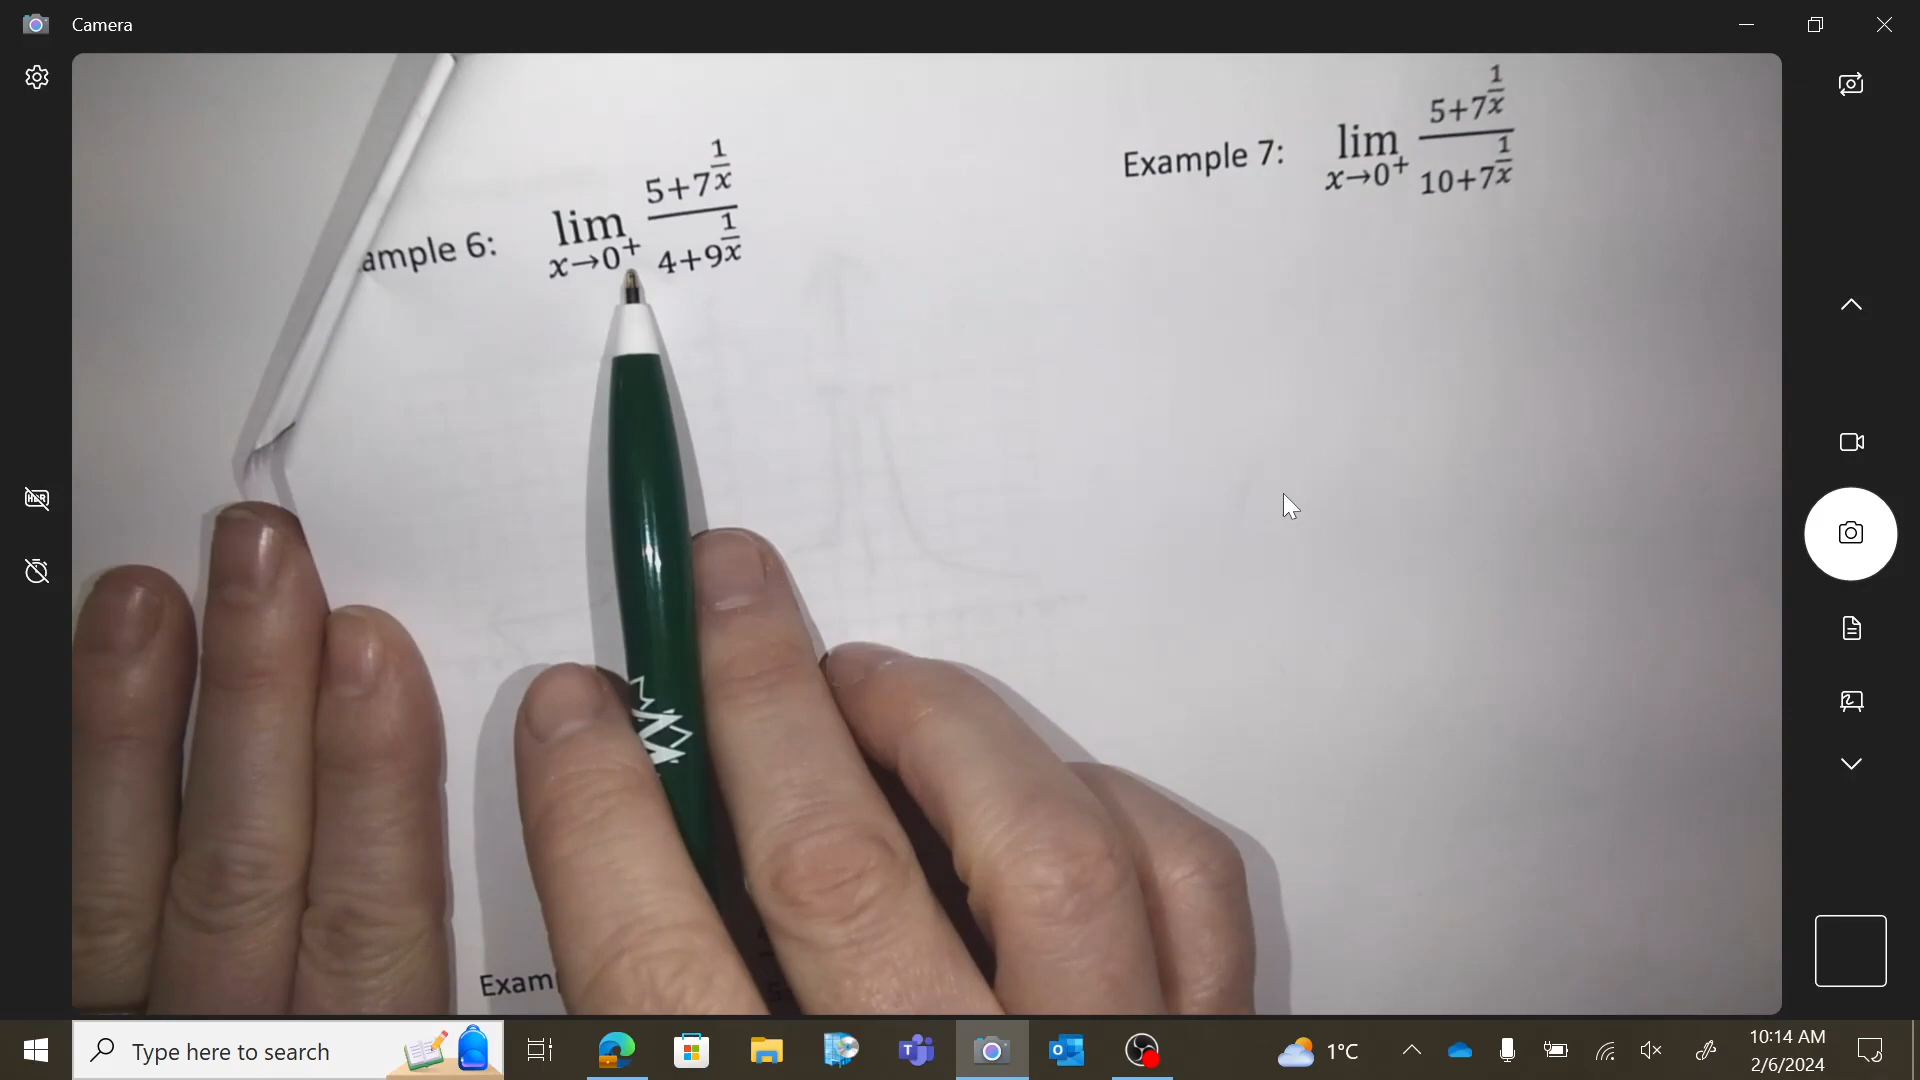 Camera
ample 6: lim x→0⁺ (5+7^(1/x))/(4+9^(1/x))
Example 7: lim x→0⁺ (5+7^(1/x))/(10+7^(1/x))
HDR
Exam
Type here to search
1°C
10:14 AM
2/6/2024